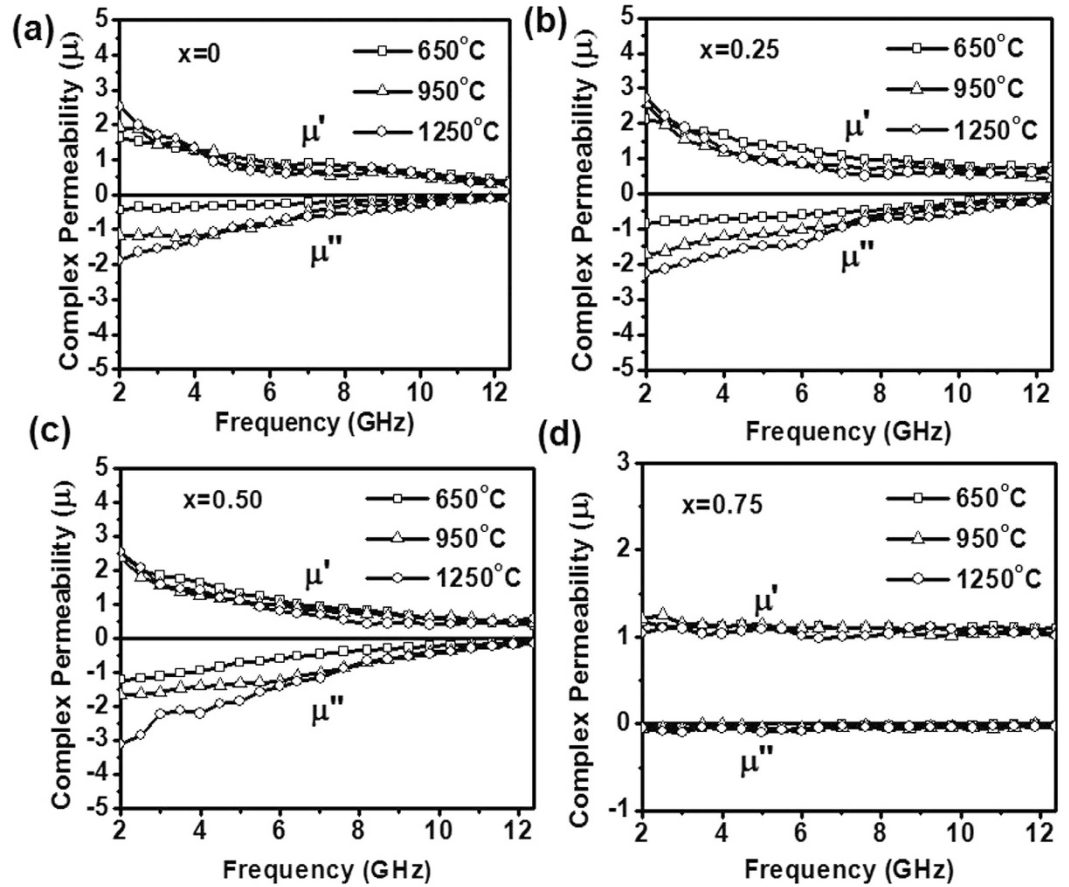 (a)
Complex Permeability (μ)
5
4
3
2
1
0
-1
-2
-3
-4
-5
x=0
650°C
950°C
1250°C
μ'
μ''
2 4 6 8 10 12
Frequency (GHz)
(b)
Complex Permeability (μ)
5
4
3
2
1
0
-1
-2
-3
-4
-5
x=0.25
650°C
950°C
1250°C
μ'
μ''
2 4 6 8 10 12
Frequency (GHz)
(c)
Complex Permeability (μ)
5
4
3
2
1
0
-1
-2
-3
-4
-5
x=0.50
650°C
950°C
1250°C
μ'
μ''
2 4 6 8 10 12
Frequency (GHz)
(d)
Complex Permeability (μ)
3
2
1
0
-1
x=0.75
650°C
950°C
1250°C
μ'
μ''
2 4 6 8 10 12
Frequency (GHz)